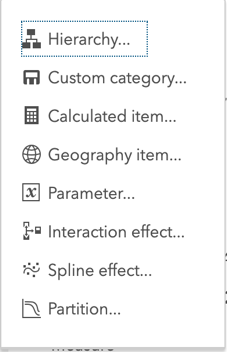 Hierarchy...
Custom category...
Calculated item...
Geography item...
Parameter...
Interaction effect...
Spline effect...
Partition...